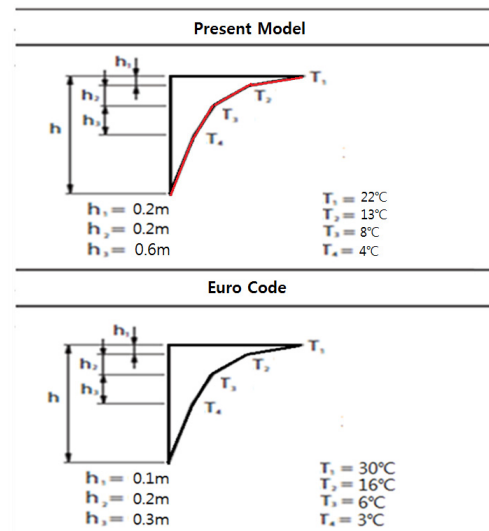 Present Model
h₁
T₁
h₂
T₂
h₃
T₃
h
T₄
h₁= 0.2m
h₂= 0.2m
h₃= 0.6m
T₁= 22℃
T₂= 13℃
T₃= 8℃
T₄= 4℃
Euro Code
h₁
T₁
h₂
T₂
h₃
T₃
h
T₄
h₁= 0.1m
h₂= 0.2m
h₃= 0.3m
T₁ = 30℃
T₂= 16℃
T₃= 6℃
T₄= 3℃